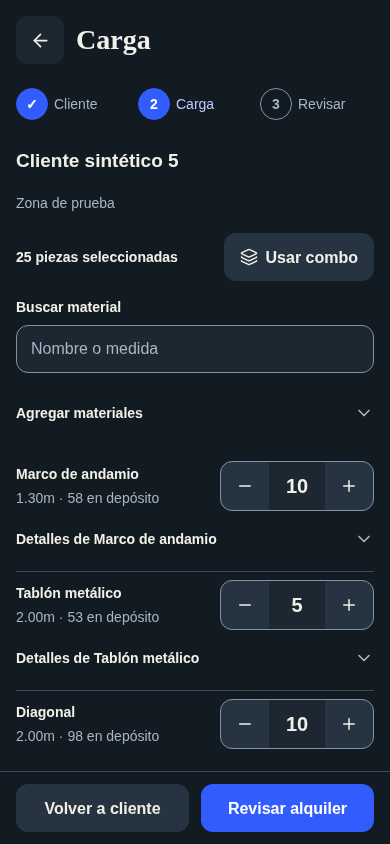 Carga
✓ Cliente
2 Carga
3 Revisar
Cliente sintético 5
Zona de prueba
25 piezas seleccionadas
Usar combo
Buscar material
Nombre o medida
Agregar materiales
Marco de andamio
1.30m · 58 en depósito
− 10 +
Detalles de Marco de andamio
Tablón metálico
2.00m · 53 en depósito
− 5 +
Detalles de Tablón metálico
Diagonal
2.00m · 98 en depósito
− 10 +
Volver a cliente
Revisar alquiler